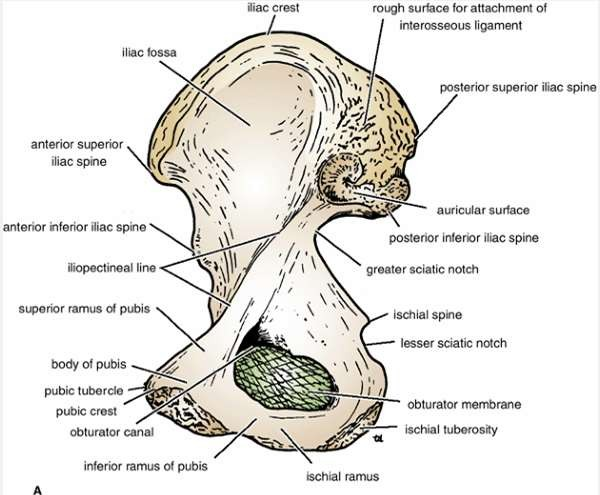 iliac crest
rough surface for attachment of
interosseous ligament
iliac fossa
posterior superior iliac spine
anterior superior
iliac spine
auricular surface
anterior inferior iliac spine
posterior inferior iliac spine
iliopectineal line
greater sciatic notch
superior ramus of pubis
ischial spine
lesser sciatic notch
body of pubis
pubic tubercle
obturator membrane
pubic crest
obturator canal
ischial tuberosity
inferior ramus of pubis
ischial ramus
A